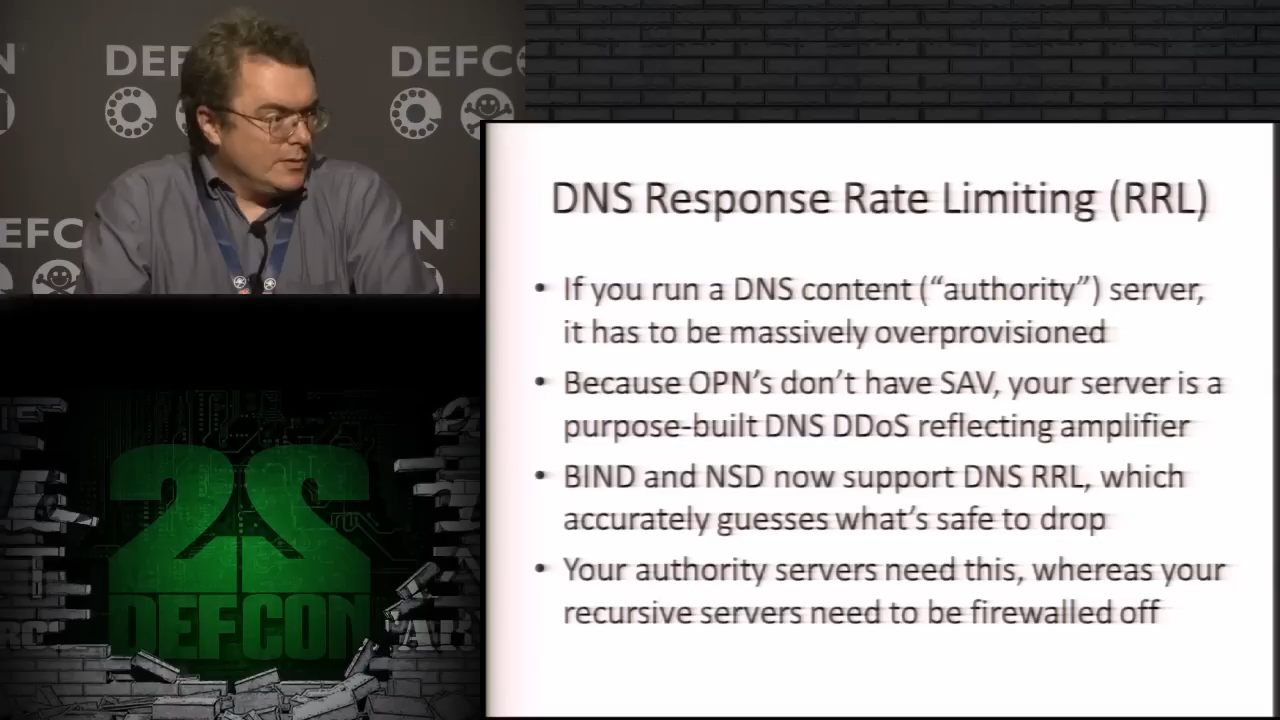 DEFC
DEFCON
EFC
N
DNS Response Rate Limiting (RRL)
• If you run a DNS content (“authority”) server,
it has to be massively overprovisioned
• Because OPN’s don’t have SAV, your server is a
purpose-built DNS DDoS reflecting amplifier
• BIND and NSD now support DNS RRL, which
accurately guesses what’s safe to drop
• Your authority servers need this, whereas your
recursive servers need to be firewalled off
22
DEFCON